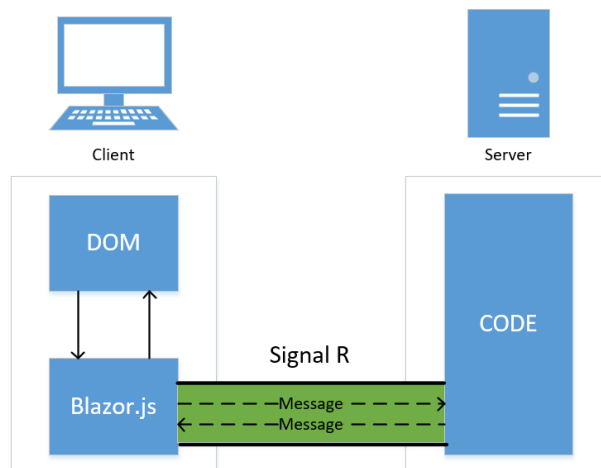 Client
Server
DOM
CODE
Signal R
Blazor.js
Message
Message